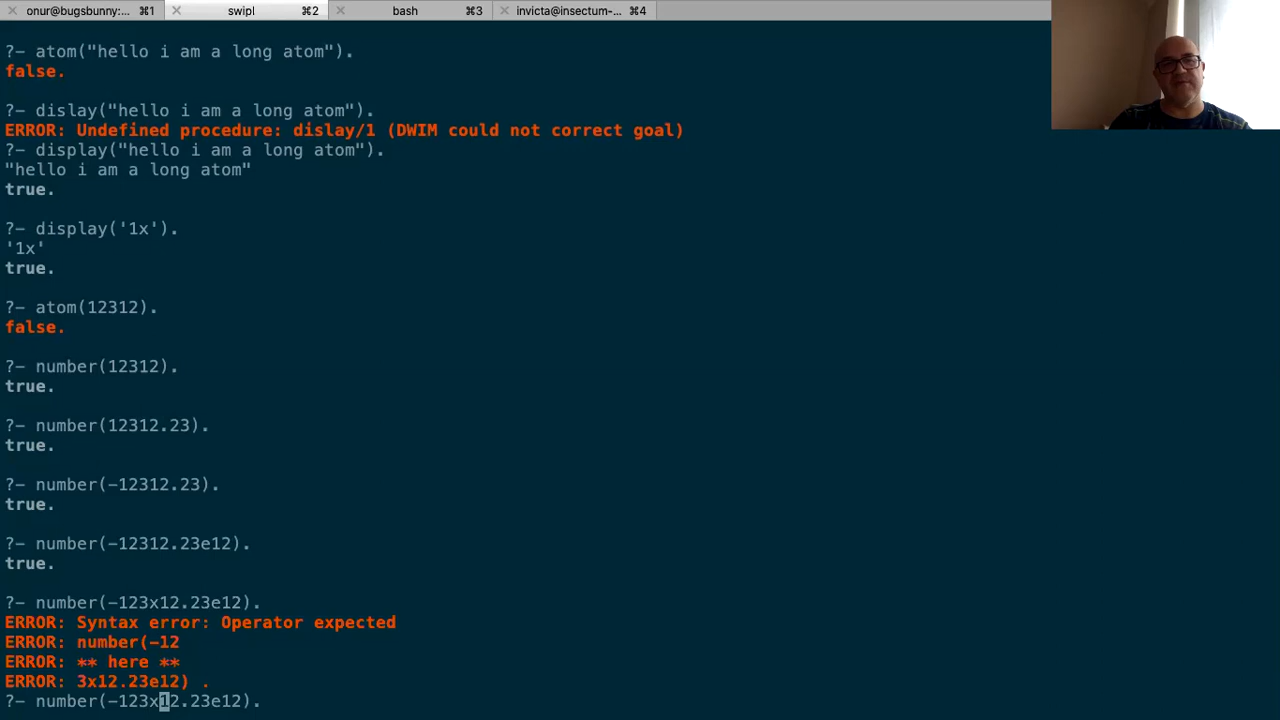 onur@bugsbunny:... ⌘1 swipl ⌘2 bash ⌘3 invicta@insectum-... ⌘4
?- atom("hello i am a long atom").
false.
?- dislay("hello i am a long atom").
ERROR: Undefined procedure: dislay/1 (DWIM could not correct goal)
?- display("hello i am a long atom").
"hello i am a long atom"
true.
?- display('1x').
'1x'
true.
?- atom(12312).
false.
?- number(12312).
true.
?- number(12312.23).
true.
?- number(-12312.23).
true.
?- number(-12312.23e12).
true.
?- number(-123x12.23e12).
ERROR: Syntax error: Operator expected
ERROR: number(-12
ERROR: ** here **
ERROR: 3x12.23e12) .
?- number(-123x12.23e12).